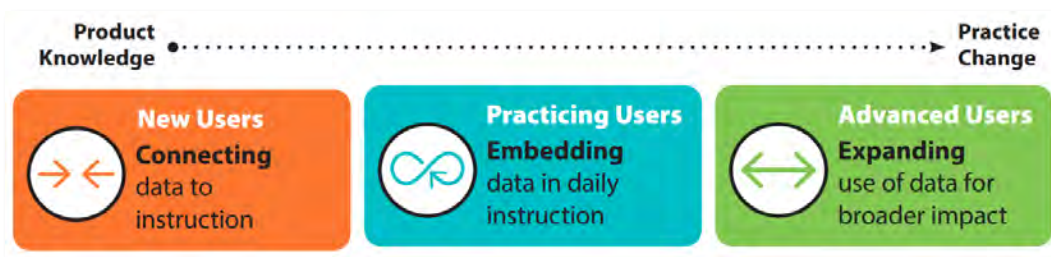 Product
Knowledge
Practice
Change
New Users
Connecting
data to
instruction
Practicing Users
Embedding
data in daily
instruction
Advanced Users
Expanding
use of data for
broader impact